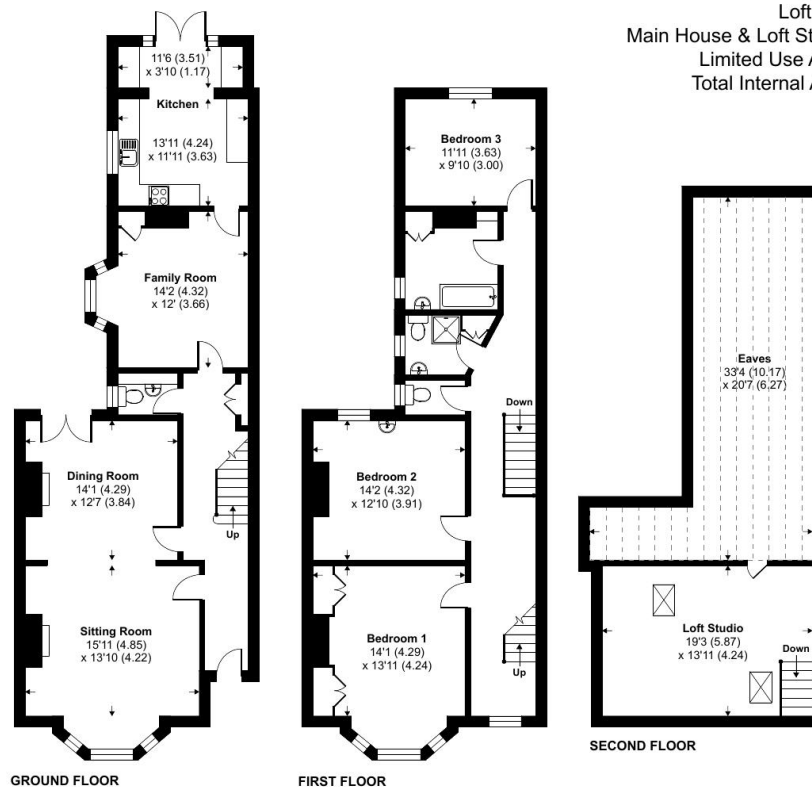 Loft
Main House & Loft St
Limited Use A
Total Internal A
11'6 (3.51)
x 3'10 (1.17)
Kitchen
13'11 (4.24)
x 11'11 (3.63)
Family Room
14'2 (4.32)
x 12' (3.66)
Dining Room
14'1 (4.29)
x 12'7 (3.84)
Up
Sitting Room
15'11 (4.85)
x 13'10 (4.22)
GROUND FLOOR
Bedroom 3
11'11 (3.63)
x 9'10 (3.00)
Down
Bedroom 2
14'2 (4.32)
x 12'10 (3.91)
Bedroom 1
14'1 (4.29)
x 13'11 (4.24)
Up
FIRST FLOOR
Eaves
33'4 (10.17)
x 20'7 (6.27)
Loft Studio
19'3 (5.87)
x 13'11 (4.24)
Down
SECOND FLOOR